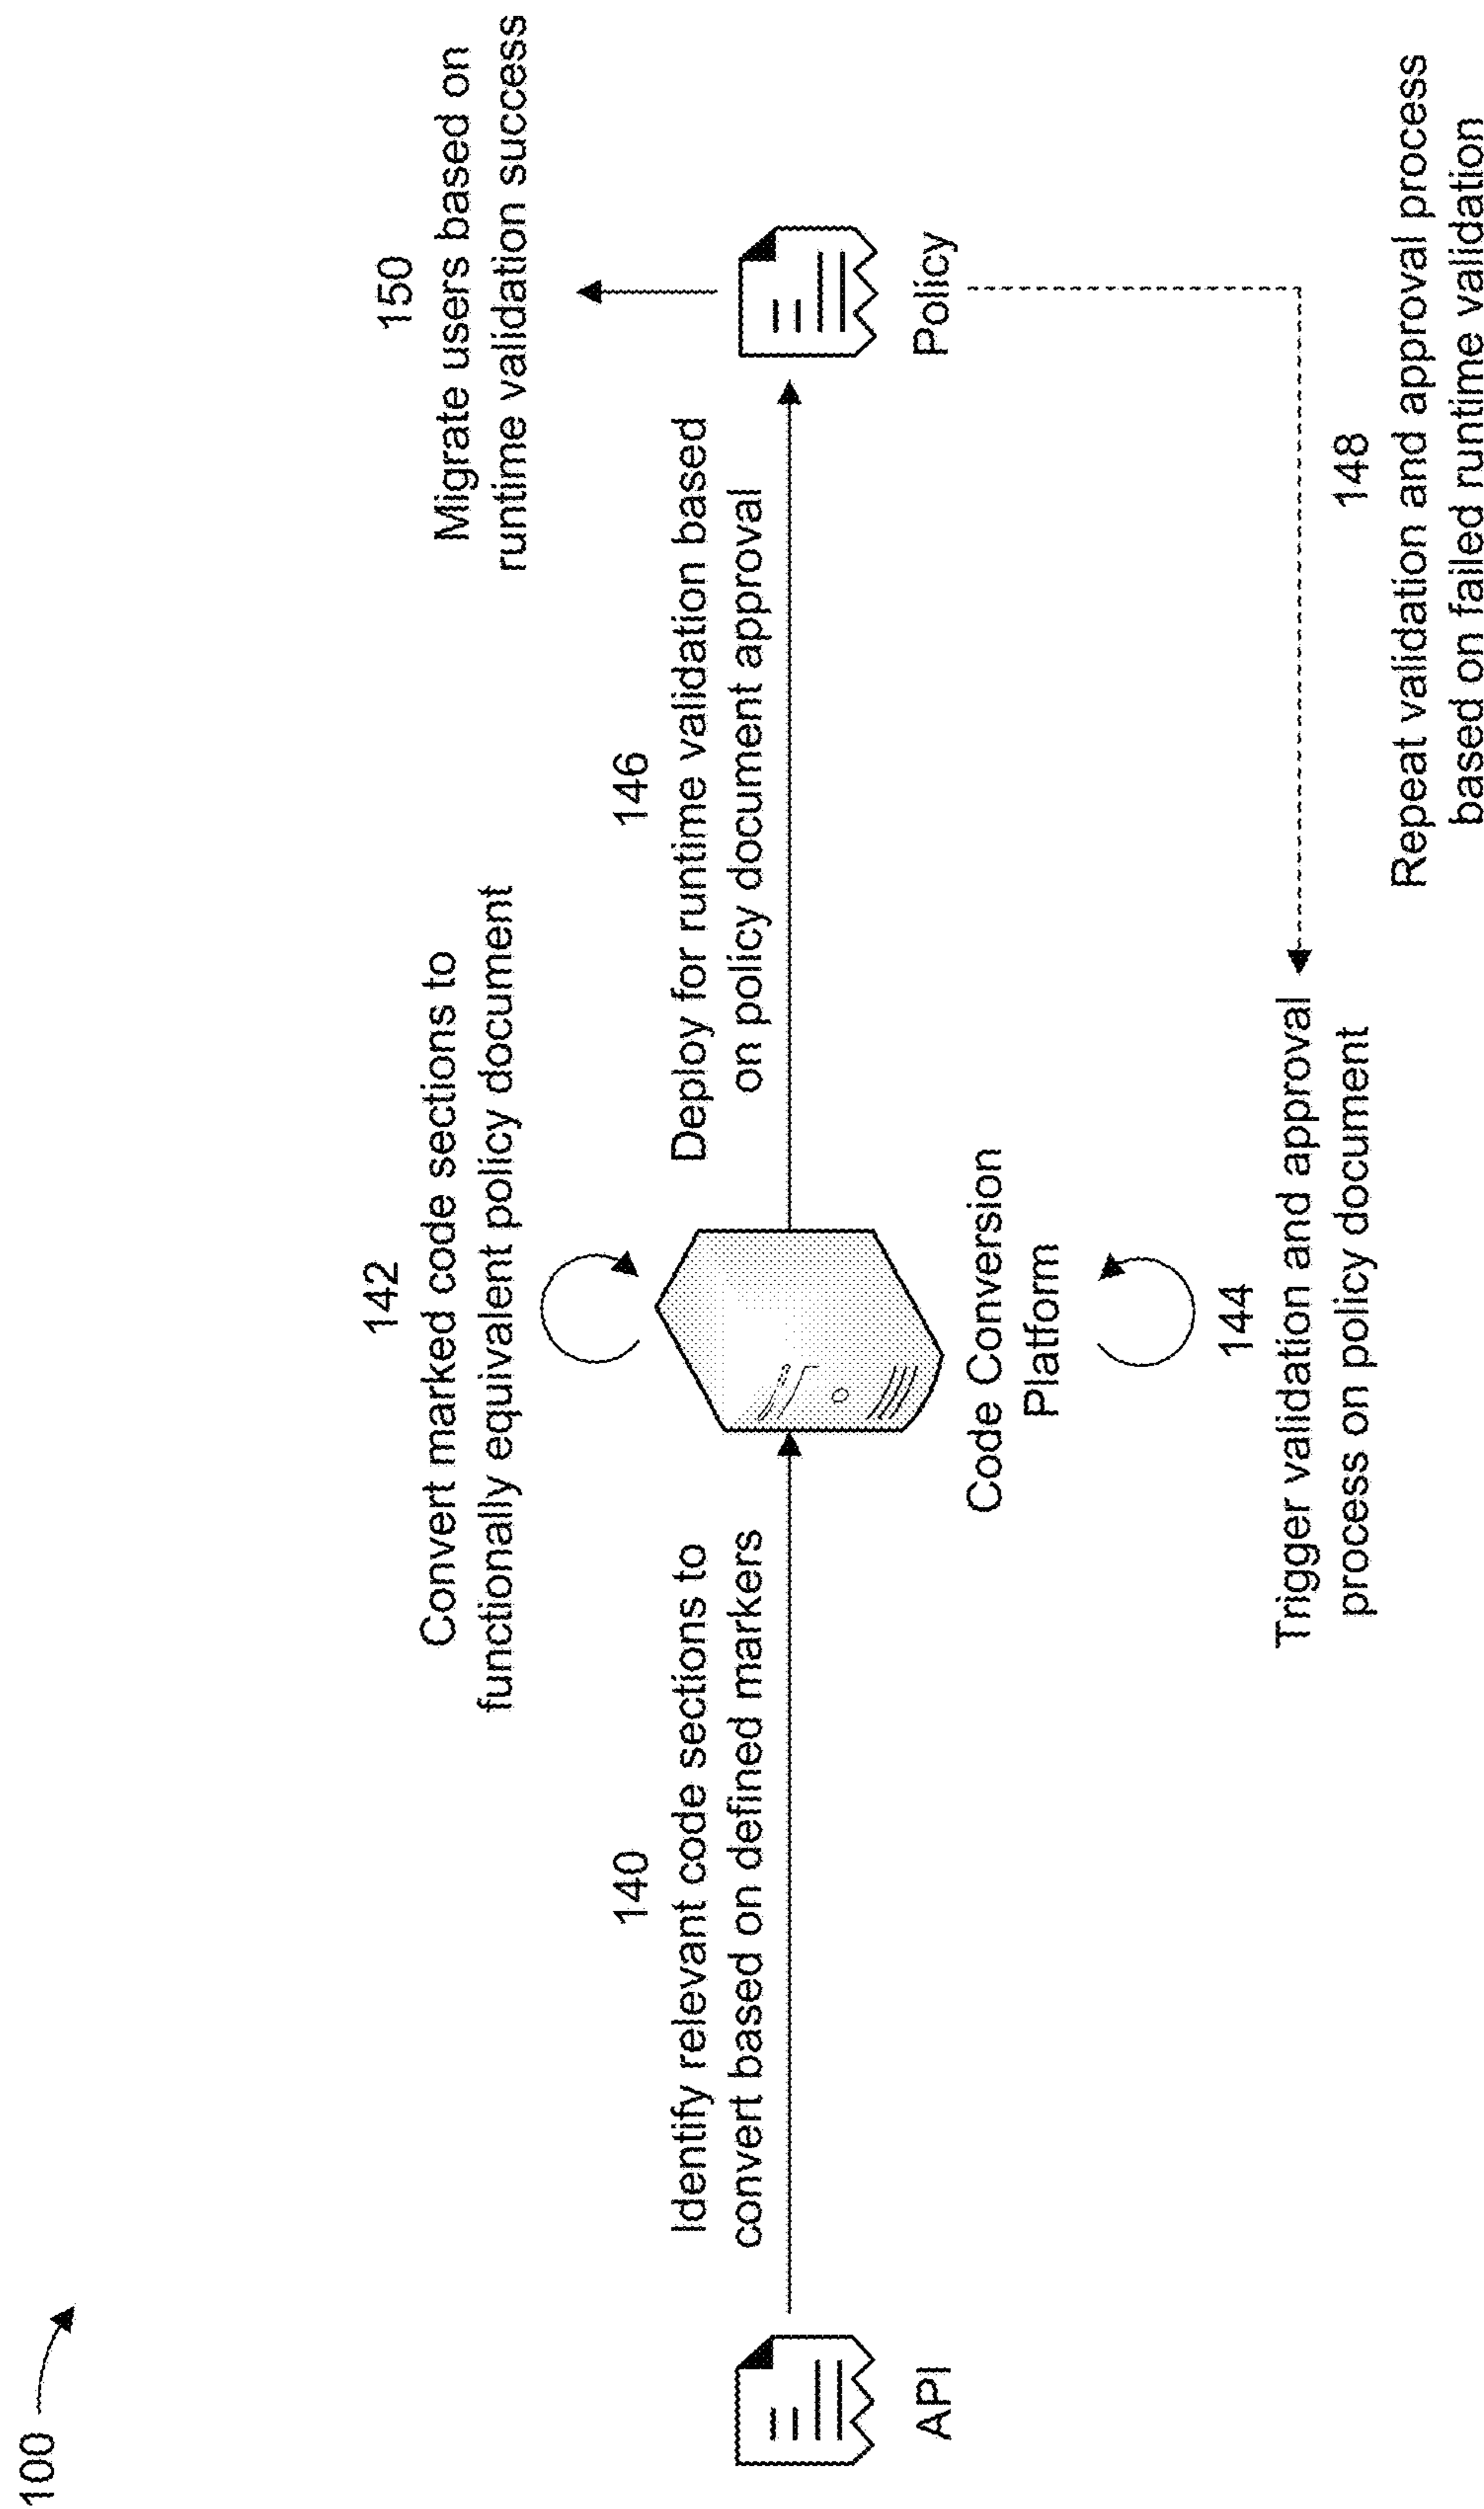 100
150
Migrate users based on
runtime validation success
142
Convert marked code sections to
functionally equivalent policy document
146
Deploy for runtime validation based
on policy document approval
140
Identify relevant code sections to
convert based on defined markers
API
Code Conversion
Platform
Policy
144
Trigger validation and approval
process on policy document
148
Repeat validation and approval process
based on failed runtime validation